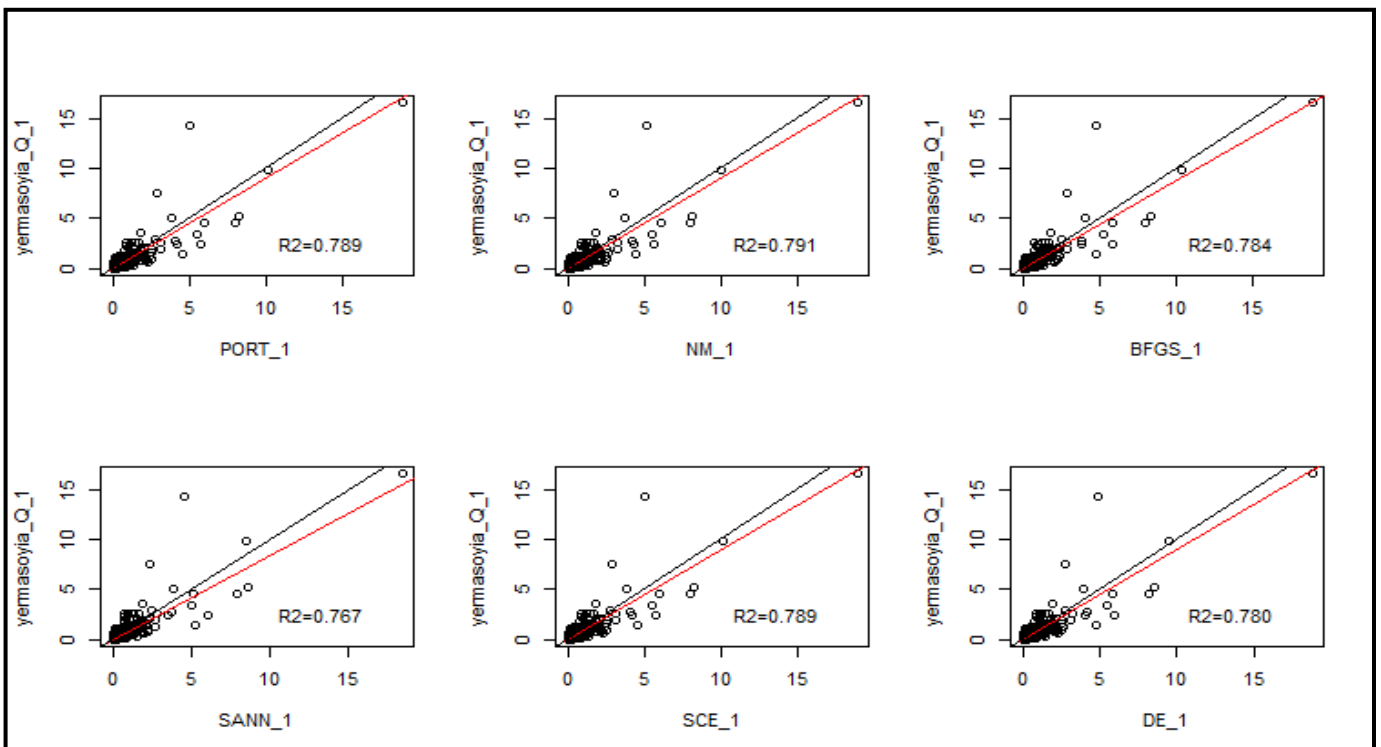 yermasoyia_Q_1
15
10
5
0
R2=0.789
0 5 10 15
PORT_1
yermasoyia_Q_1
15
10
5
0
R2=0.791
0 5 10 15
NM_1
yermasoyia_Q_1
15
10
5
0
R2=0.784
0 5 10 15
BFGS_1
yermasoyia_Q_1
15
10
5
0
R2=0.767
0 5 10 15
SANN_1
yermasoyia_Q_1
15
10
5
0
R2=0.789
0 5 10 15
SCE_1
yermasoyia_Q_1
15
10
5
0
R2=0.780
0 5 10 15
DE_1